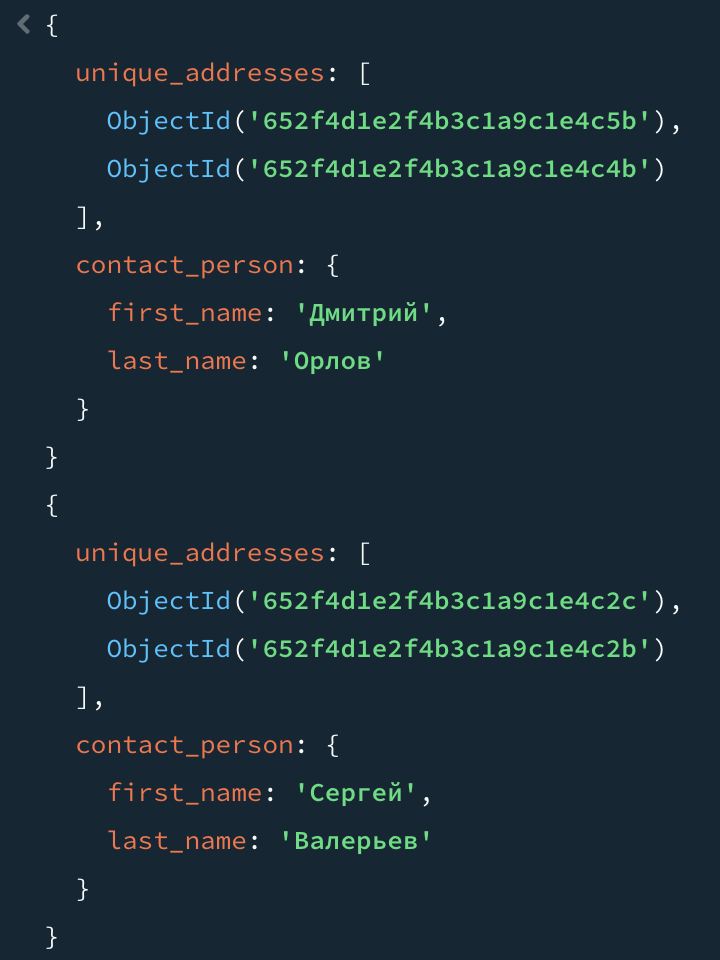 {
unique_addresses: [
ObjectId('652f4d1e2f4b3c1a9c1e4c5b'),
ObjectId('652f4d1e2f4b3c1a9c1e4c4b')
],
contact_person: {
first_name: 'Дмитрий',
last_name: 'Орлов'
}
}
{
unique_addresses: [
ObjectId('652f4d1e2f4b3c1a9c1e4c2c'),
ObjectId('652f4d1e2f4b3c1a9c1e4c2b')
],
contact_person: {
first_name: 'Сергей',
last_name: 'Валерьев'
}
}